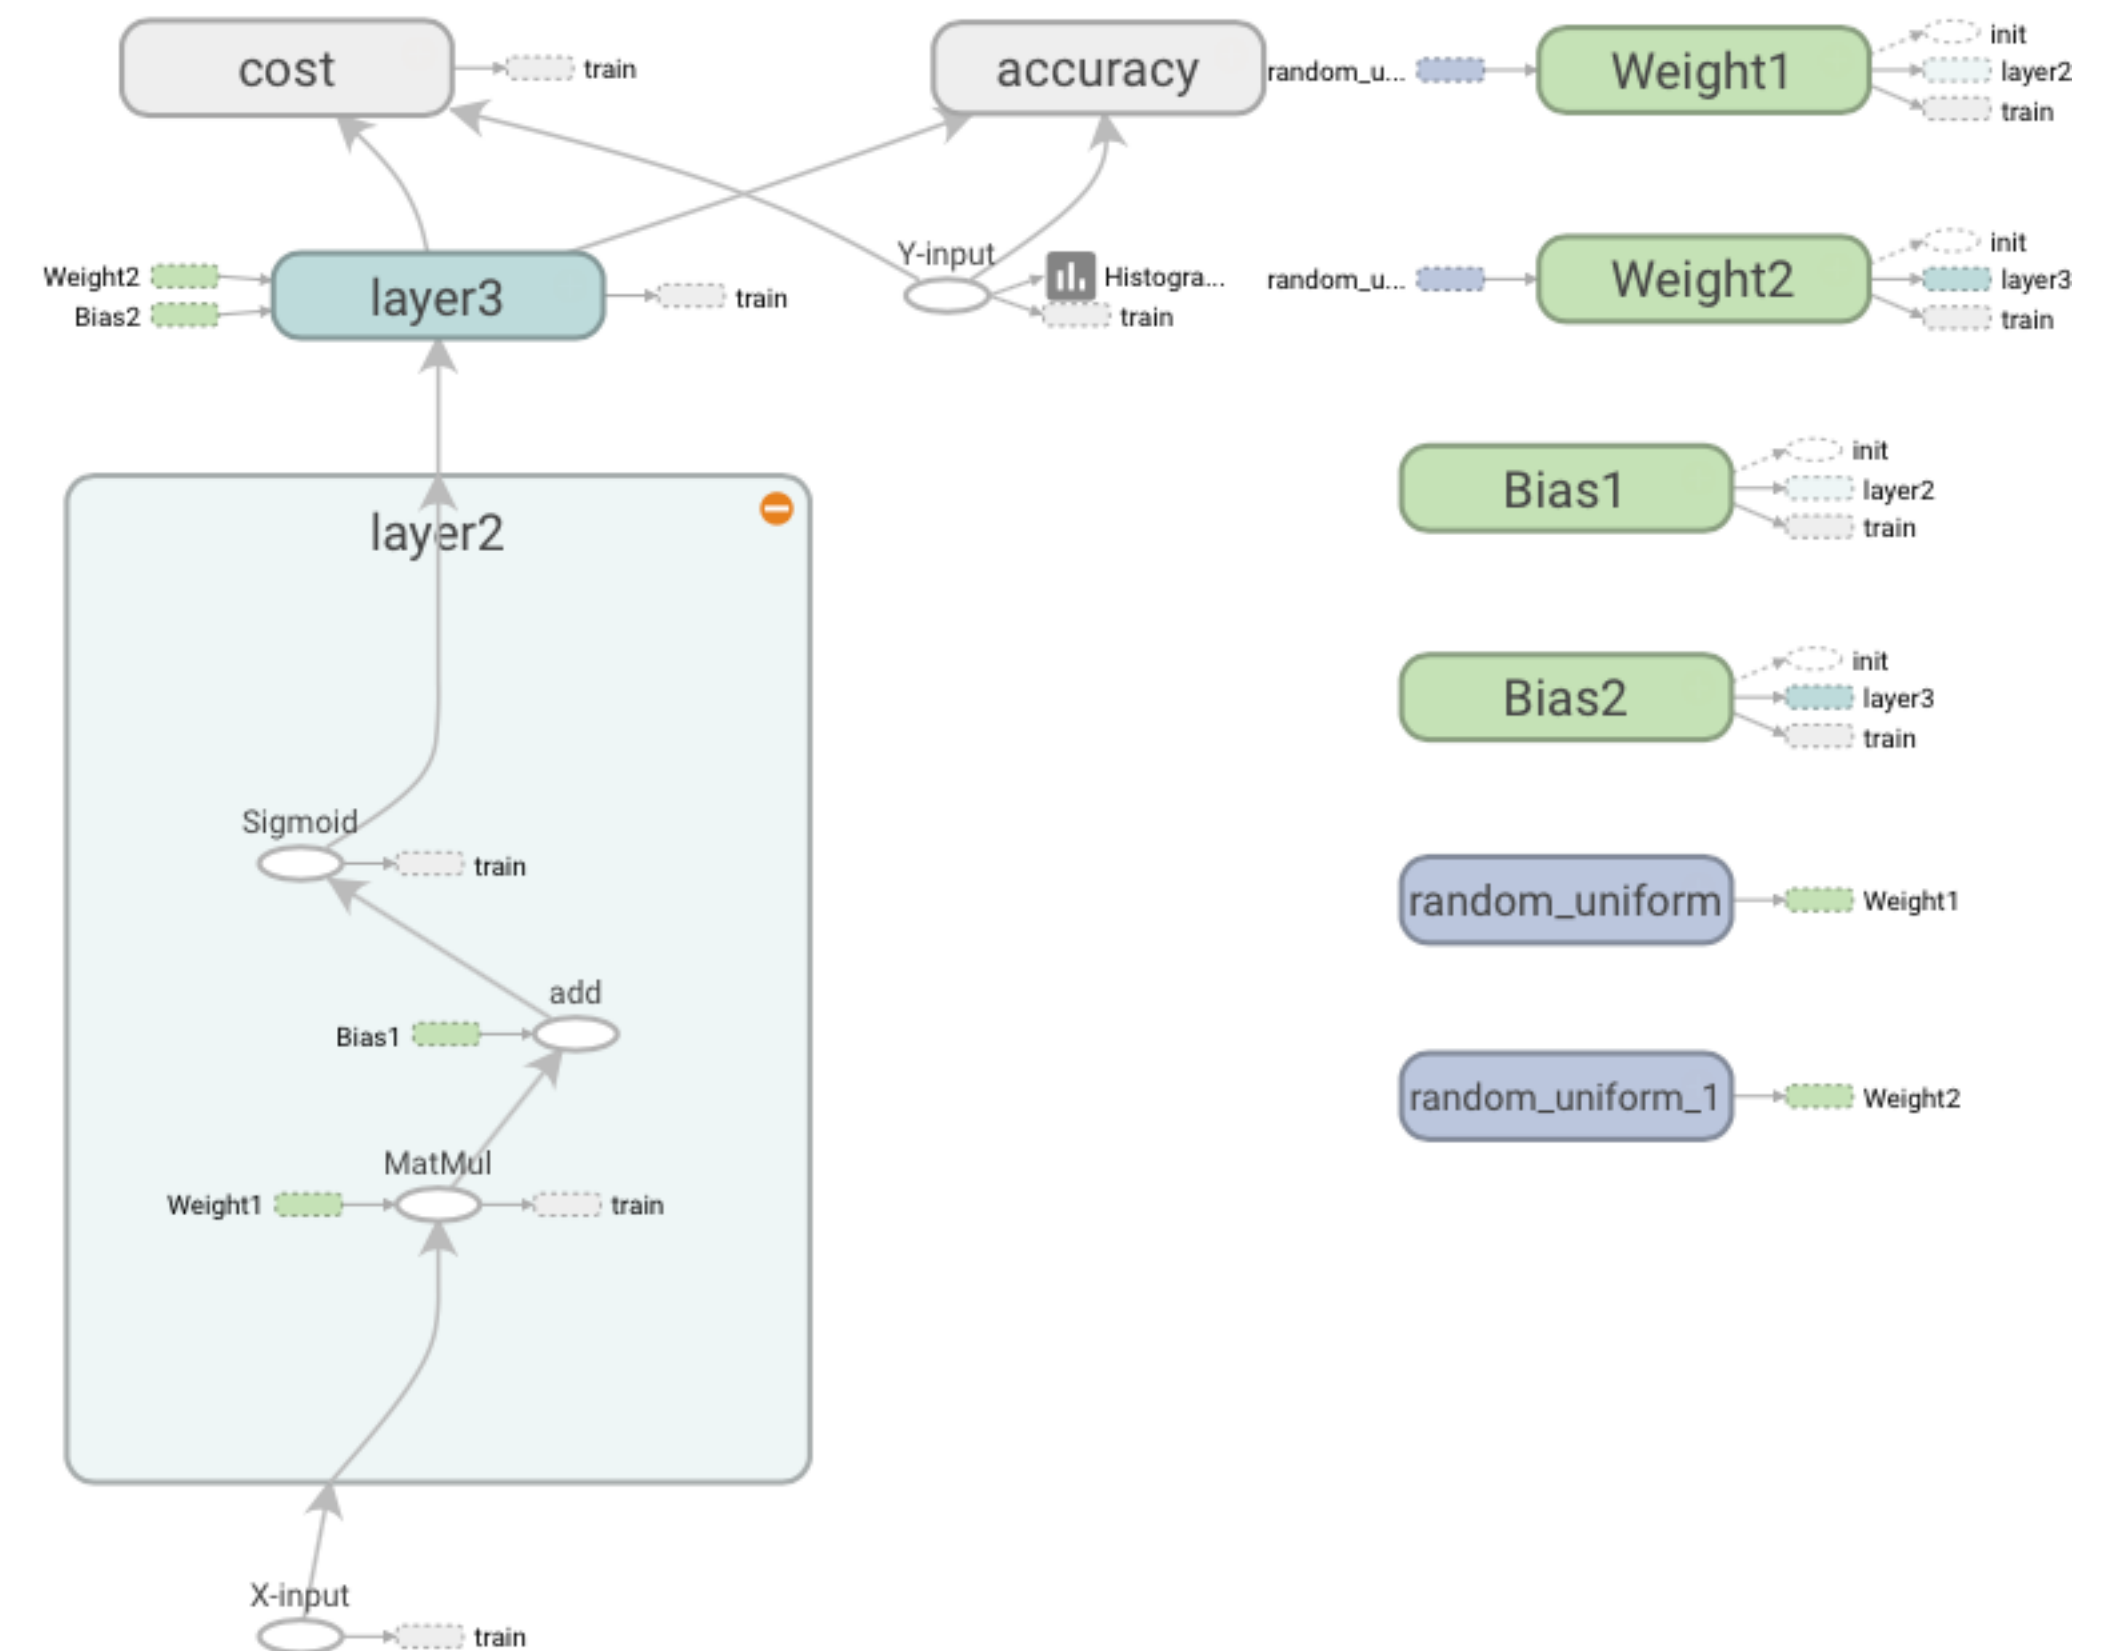 cost
train
accuracy
random_u...
Weight1
init
layer2
train
Weight2
Bias2
layer3
train
Y-input
Histogra...
train
random_u...
Weight2
init
layer3
train
layer2
Bias1
init
layer2
train
Bias2
init
layer3
train
Sigmoid
train
random_uniform
Weight1
add
Bias1
random_uniform_1
Weight2
MatMul
Weight1
train
X-input
train